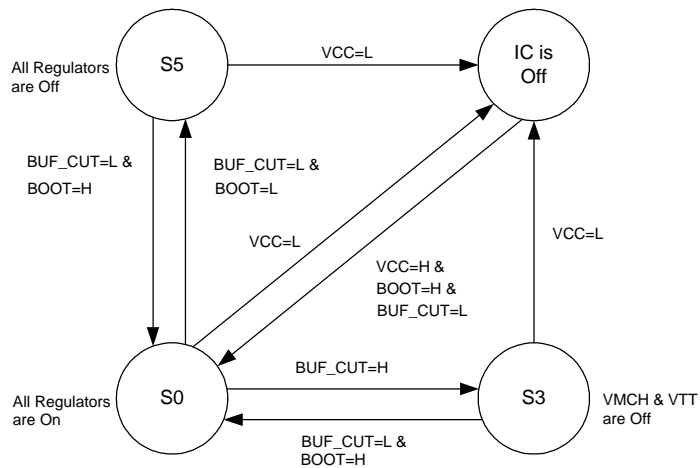 S5
VCC=L
IC is
Off
All Regulators
are Off
BUF_CUT=L &
BOOT=H
BUF_CUT=L &
BOOT=L
VCC=L
VCC=H &
BOOT=H &
BUF_CUT=L
VCC=L
S0
BUF_CUT=H
S3
All Regulators
are On
VMCH & VTT
are Off
BUF_CUT=L &
BOOT=H